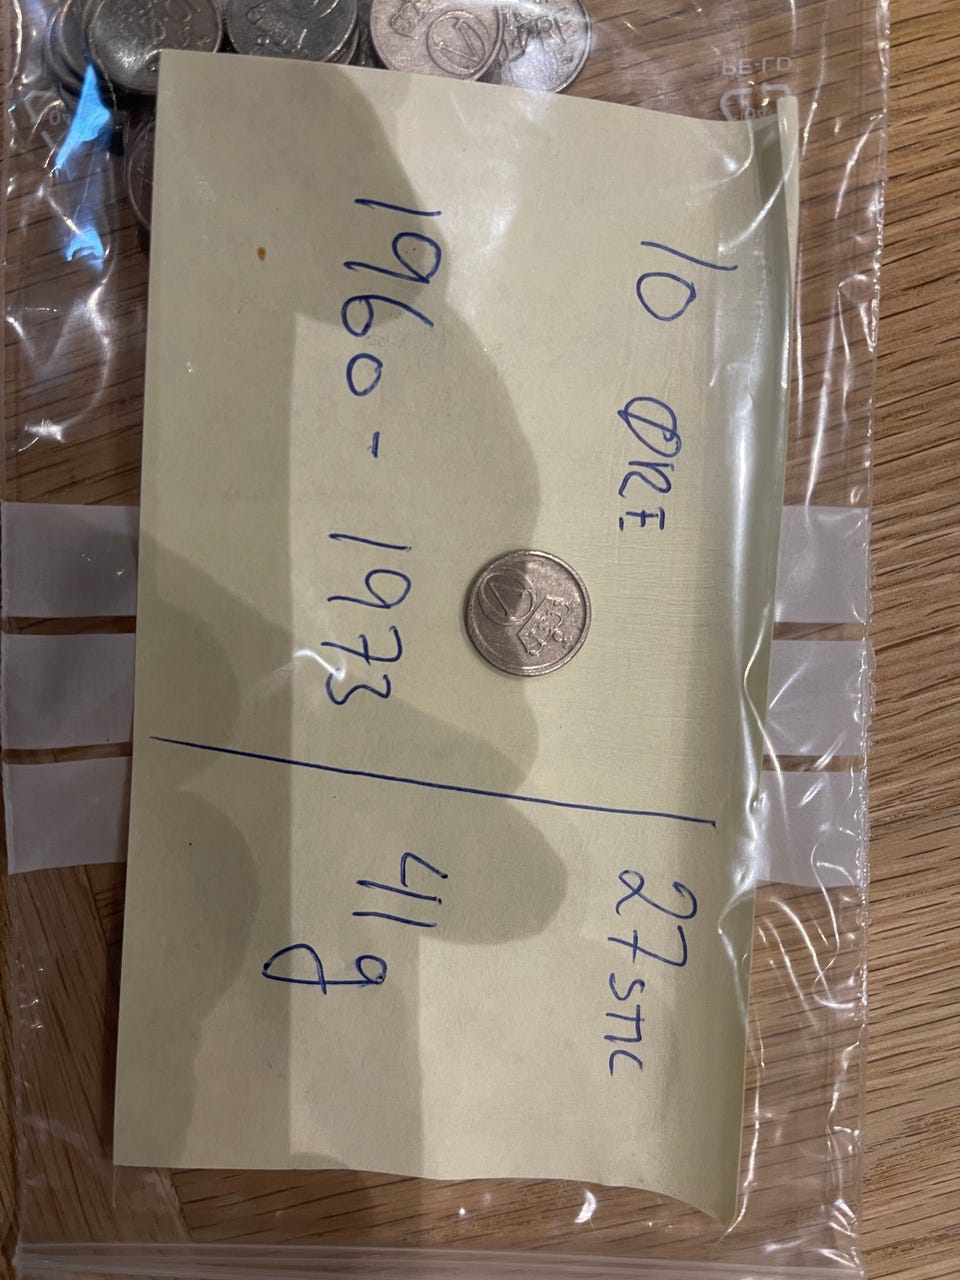 10 ØRE
27 STK
1960 - 1973
41 g
PE-LD